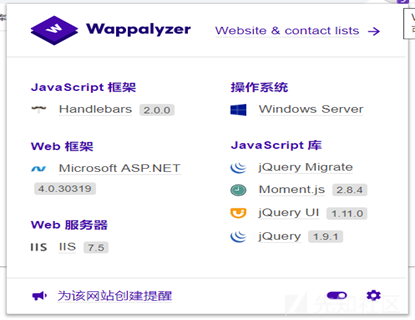 Wappalyzer
Website & contact lists
JavaScript 框架
Handlebars 2.0.0
Web 框架
Microsoft ASP.NET
4.0.30319
Web 服务器
IIS IIS 7.5
操作系统
Windows Server
JavaScript 库
jQuery Migrate
Moment.js 2.8.4
jQuery UI 1.11.0
jQuery 1.9.1
为该网站创建提醒